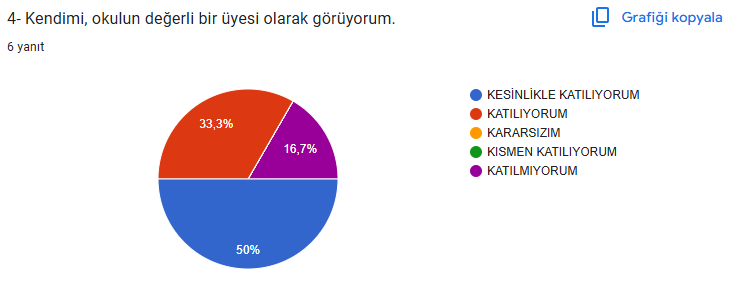 4- Kendimi, okulun değerli bir üyesi olarak görüyorum.
Grafiği kopyala
6 yanıt
33,3%
16,7%
50%
KESİNLİKLE KATILIYORUM
KATILIYORUM
KARARSIZIM
KISMEN KATILIYORUM
KATILMIYORUM